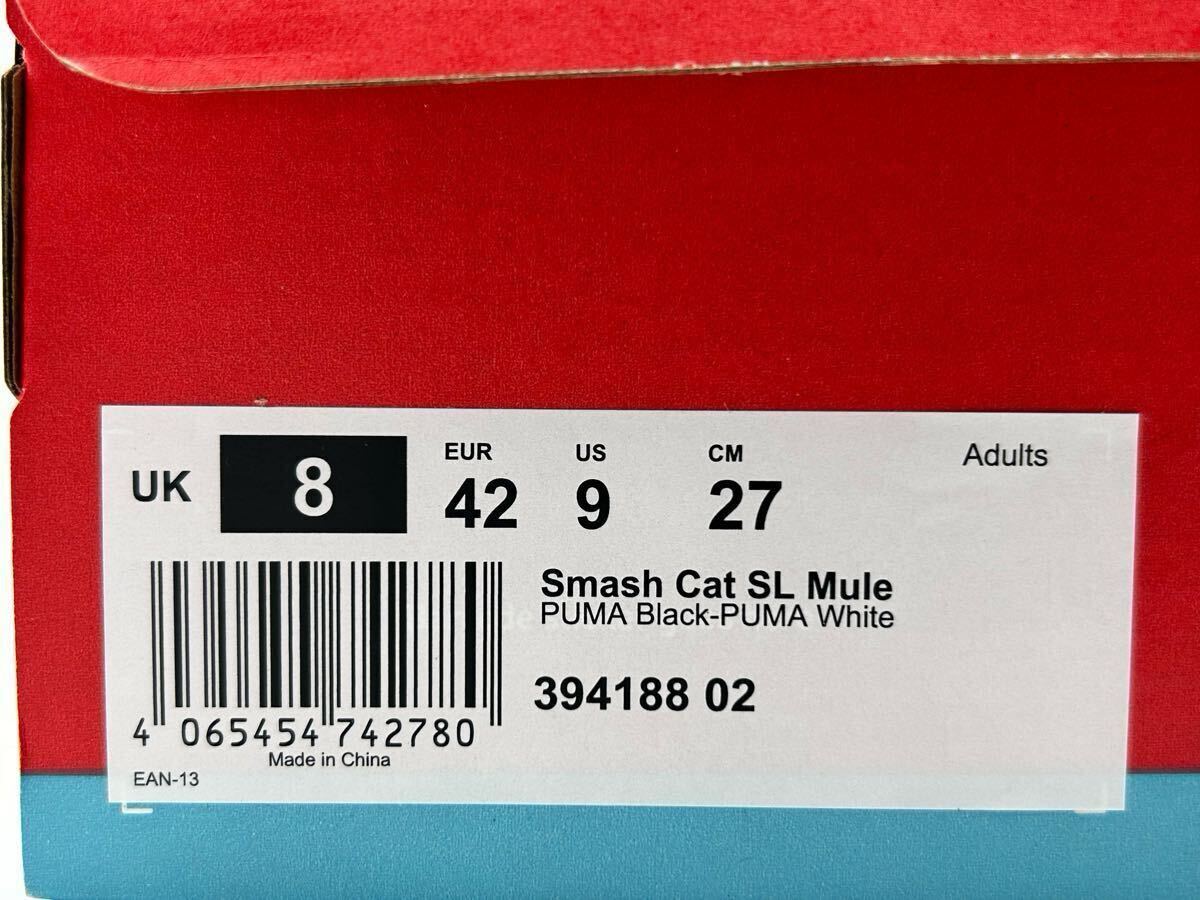 UK 8 EUR 42 US 9 CM 27 Adults
Smash Cat SL Mule
PUMA Black-PUMA White
394188 02
4 065454 742780
Made in China
EAN-13